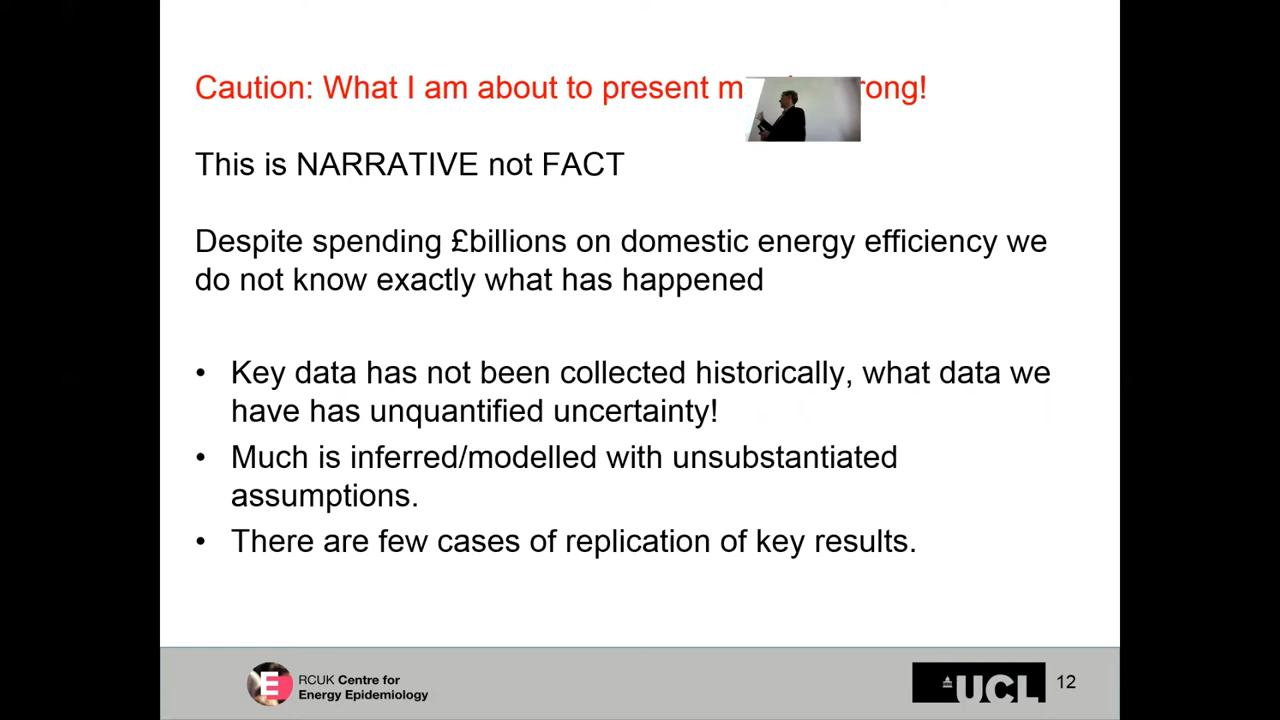 Caution: What I am about to present m rong!
This is NARRATIVE not FACT
Despite spending £billions on domestic energy efficiency we
do not know exactly what has happened
• Key data has not been collected historically, what data we
have has unquantified uncertainty!
• Much is inferred/modelled with unsubstantiated
assumptions.
• There are few cases of replication of key results.
E
RCUK Centre for
Energy Epidemiology
UCL
12